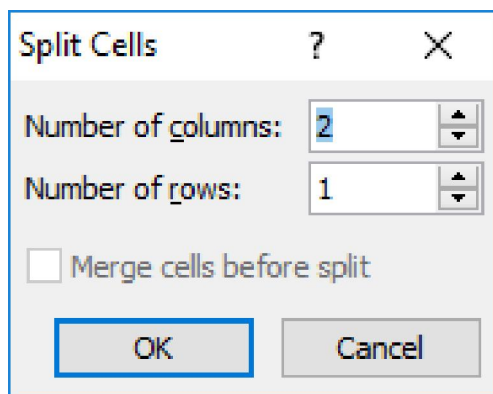 Split Cells ?
Number of columns: 2
Number of rows: 1
Merge cells before split
OK Cancel